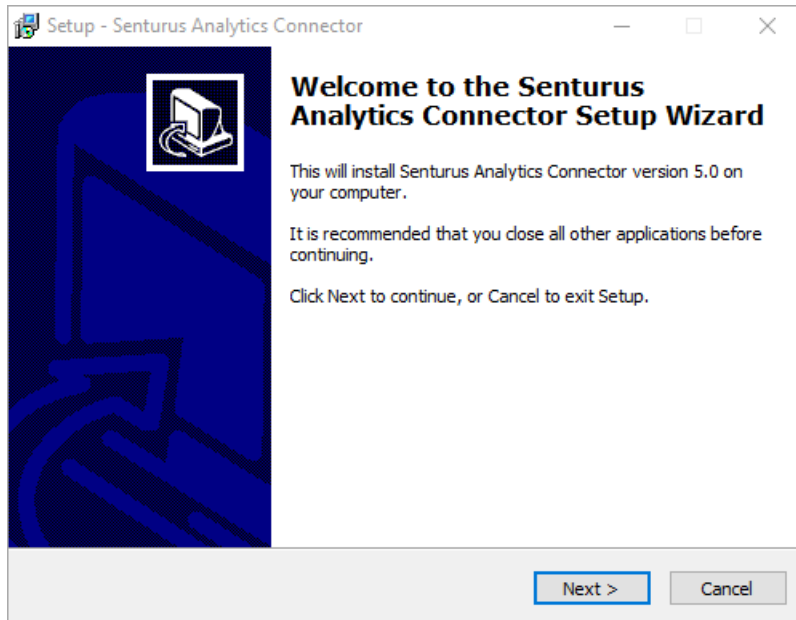 Setup - Senturus Analytics Connector
Welcome to the Senturus
Analytics Connector Setup Wizard
This will install Senturus Analytics Connector version 5.0 on
your computer.
It is recommended that you close all other applications before
continuing.
Click Next to continue, or Cancel to exit Setup.
Next >
Cancel